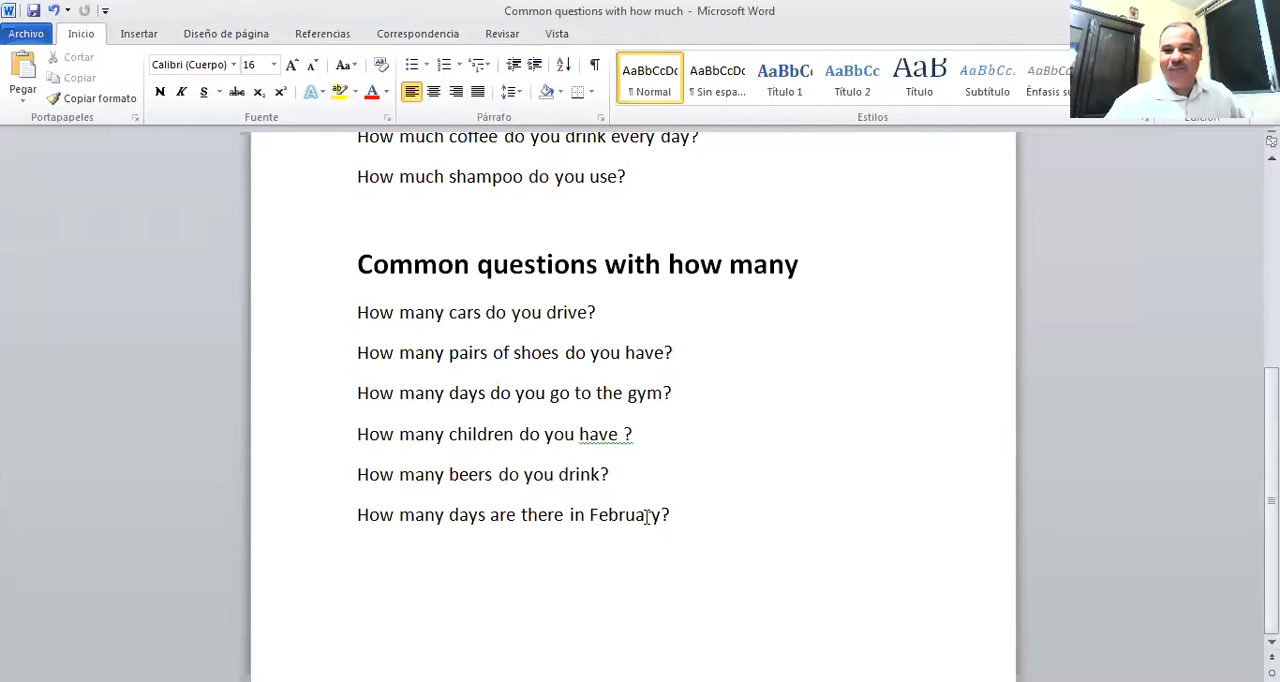 Common questions with how much - Microsoft Word
Archivo Inicio Insertar Diseño de página Referencias Correspondencia Revisar Vista
Pegar
Cortar
Copiar
Copiar formato
Portapapeles
Calibri (Cuerpo) 16
Fuente
Párrafo
AaBbCcDc AaBbCcDc AaBbC AaBbCc AaB AaBbCc. AaBbCc
¶ Normal ¶ Sin espa... Título 1 Título 2 Título Subtítulo Énfasis
Estilos
Edición
How much coffee do you drink every day?
How much shampoo do you use?
Common questions with how many
How many cars do you drive?
How many pairs of shoes do you have?
How many days do you go to the gym?
How many children do you have ?
How many beers do you drink?
How many days are there in February?